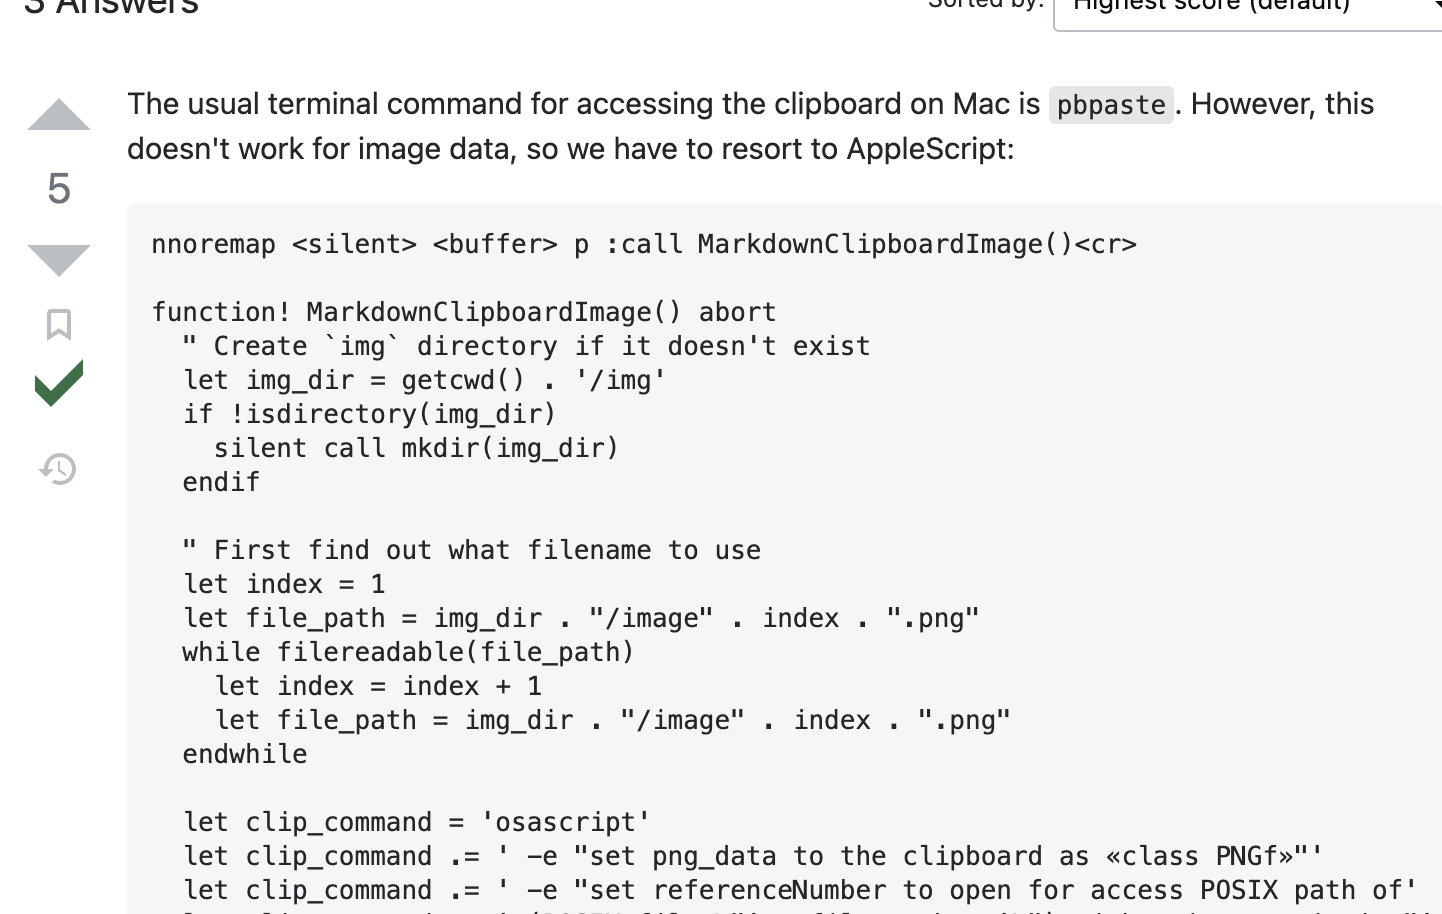 3 Answers
Sorted by:
Highest score (default)
The usual terminal command for accessing the clipboard on Mac is pbpaste. However, this
doesn't work for image data, so we have to resort to AppleScript:
5
nnoremap <silent> <buffer> p :call MarkdownClipboardImage()<cr>
function! MarkdownClipboardImage() abort
  " Create `img` directory if it doesn't exist
  let img_dir = getcwd() . '/img'
  if !isdirectory(img_dir)
    silent call mkdir(img_dir)
  endif
  " First find out what filename to use
  let index = 1
  let file_path = img_dir . "/image" . index . ".png"
  while filereadable(file_path)
    let index = index + 1
    let file_path = img_dir . "/image" . index . ".png"
  endwhile
  let clip_command = 'osascript'
  let clip_command .= ' -e "set png_data to the clipboard as «class PNGf»"'
  let clip_command .= ' -e "set referenceNumber to open for access POSIX path of'